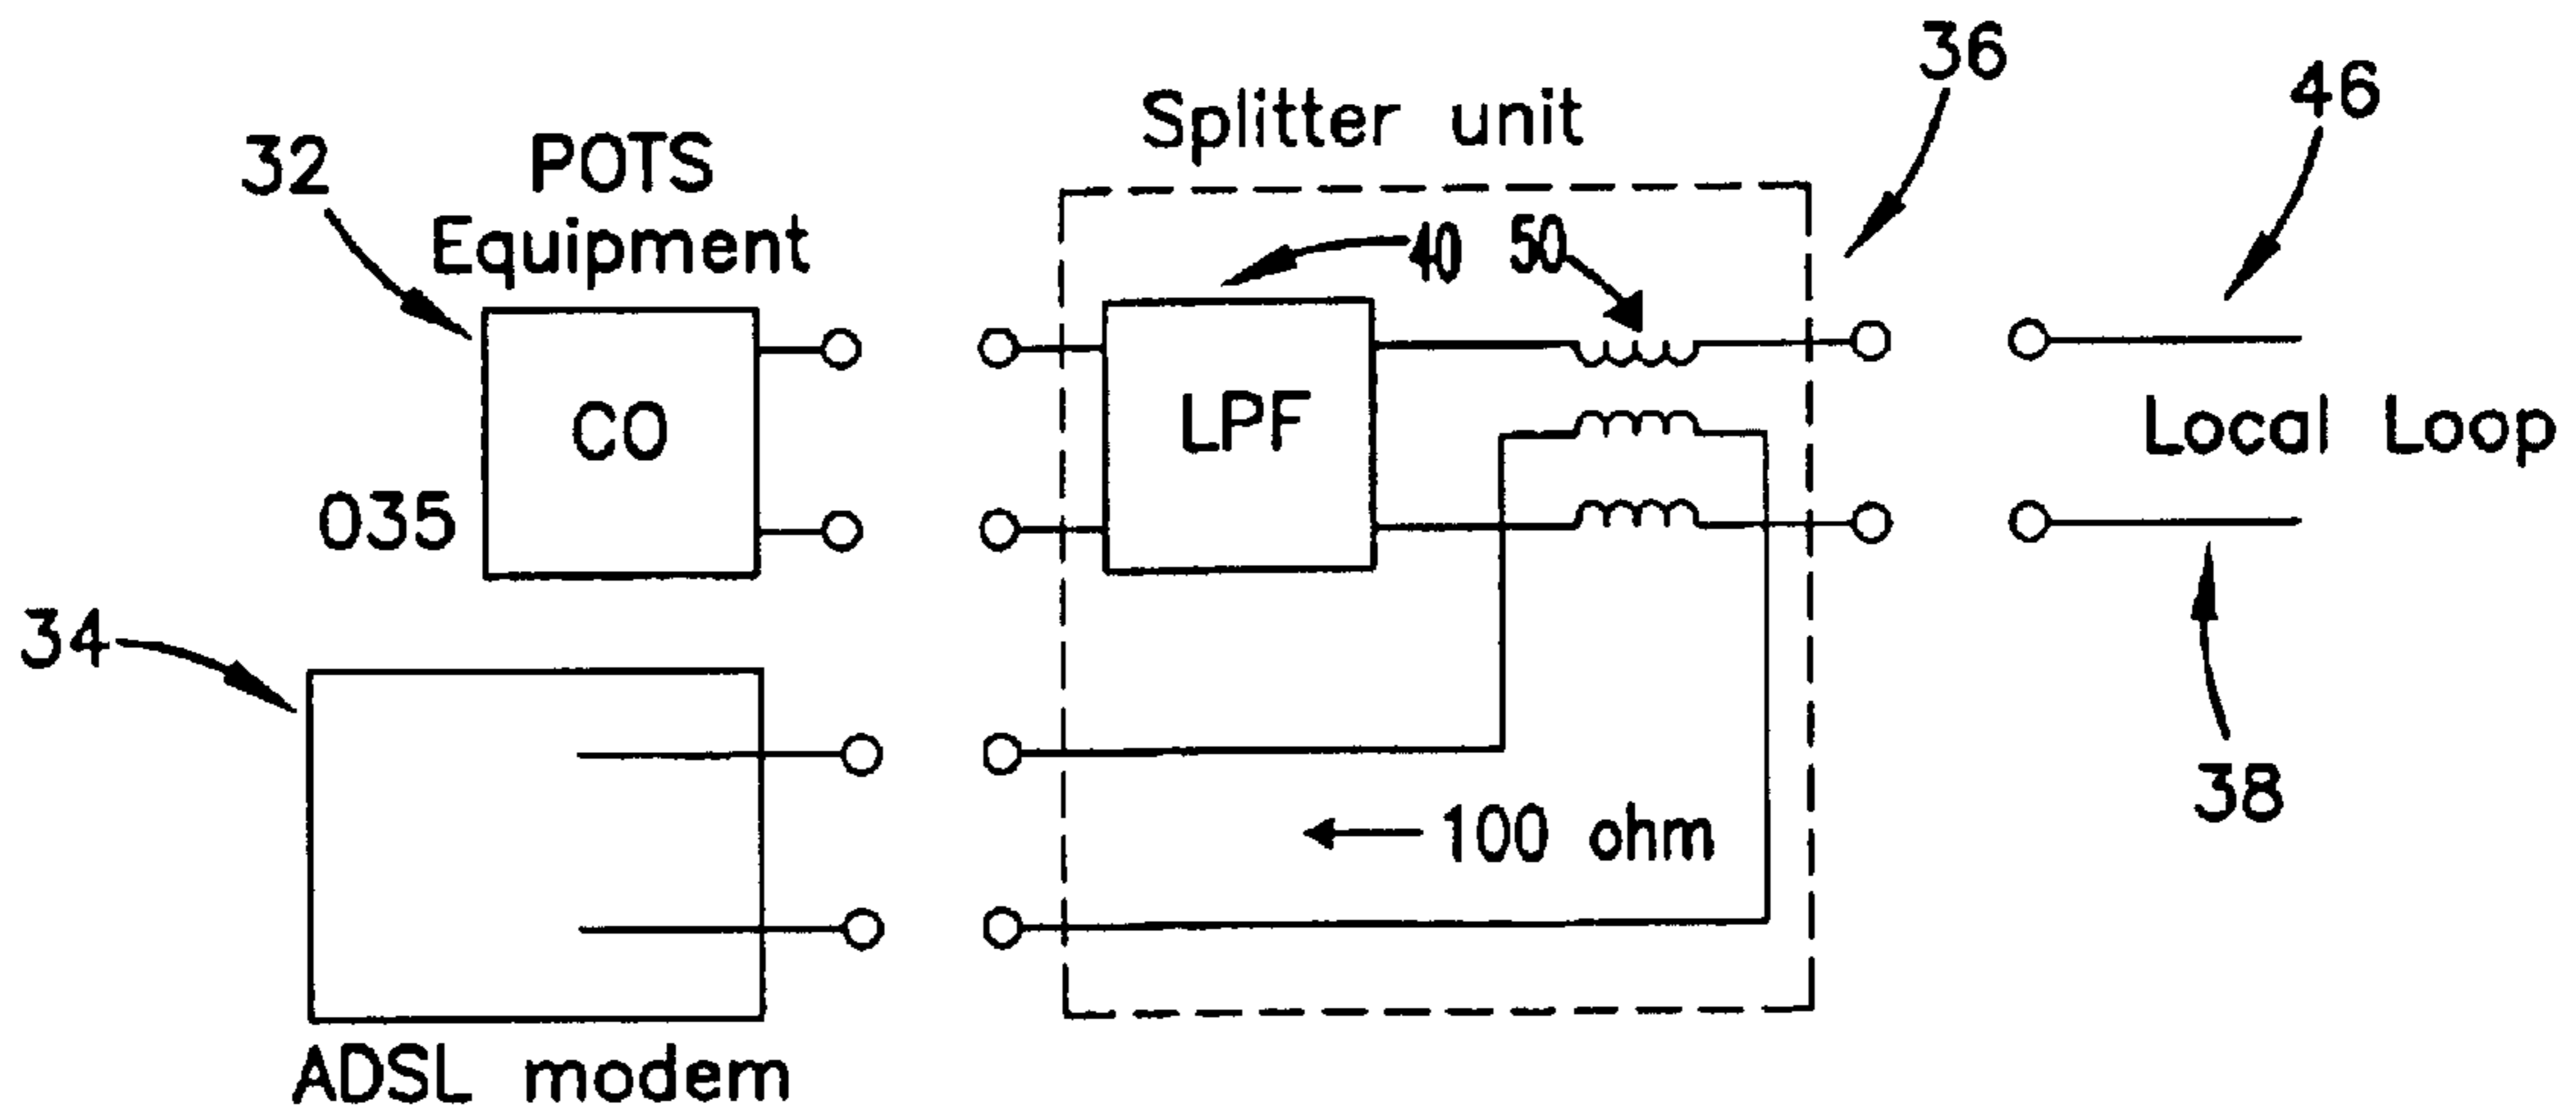 36
46
Splitter unit
32
POTS
Equipment
40
50
CO
LPF
Local Loop
035
34
38
100 ohm
ADSL modem